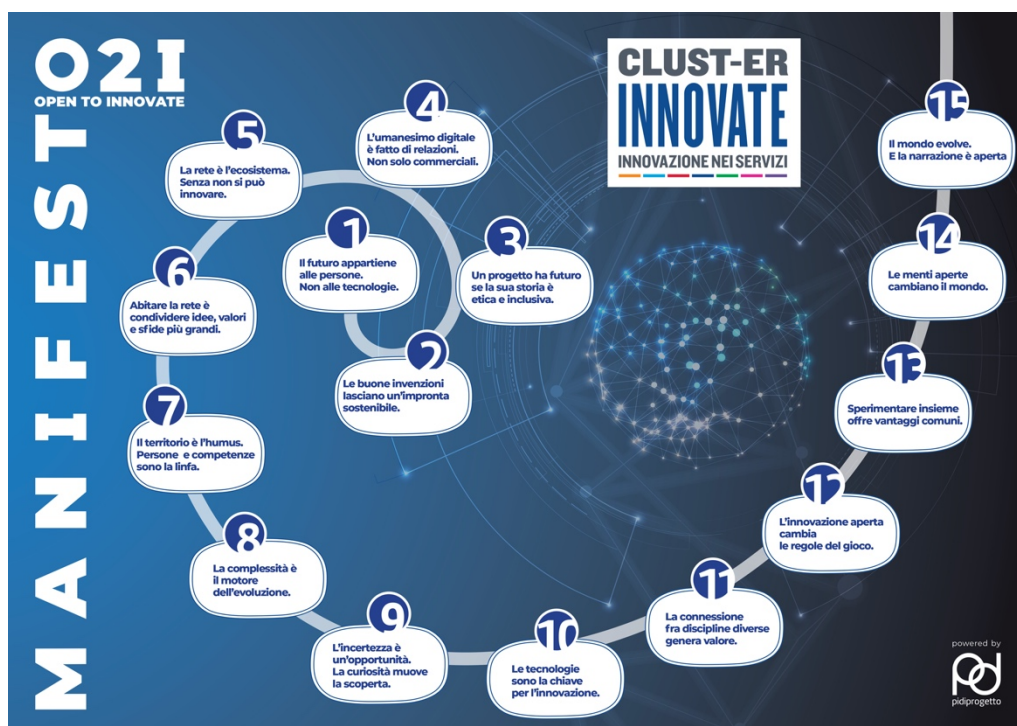 MANIFESTO2I
OPEN TO INNOVATE
CLUST-ER
INNOVATE
INNOVAZIONE NEI SERVIZI
1
Il futuro appartiene
alle persone.
Non alle tecnologie.
2
Le buone invenzioni
lasciano un'impronta
sostenibile.
3
Un progetto ha futuro
se la sua storia è
etica e inclusiva.
4
L'umanesimo digitale
è fatto di relazioni.
Non solo commerciali.
5
La rete è l'ecosistema.
Senza non si può
innovare.
6
Abitare la rete è
condividere idee, valori
e sfide più grandi.
7
Il territorio è l'humus.
Persone e competenze
sono la linfa.
8
La complessità è
il motore
dell'evoluzione.
9
L'incertezza è
un'opportunità.
La curiosità muove
la scoperta.
10
Le tecnologie
sono la chiave
per l'innovazione.
11
La connessione
fra discipline diverse
genera valore.
12
L'innovazione aperta
cambia
le regole del gioco.
13
Sperimentare insieme
offre vantaggi comuni.
14
Le menti aperte
cambiano il mondo.
15
Il mondo evolve.
E la narrazione è aperta
powered by
pd
pidiprogetto